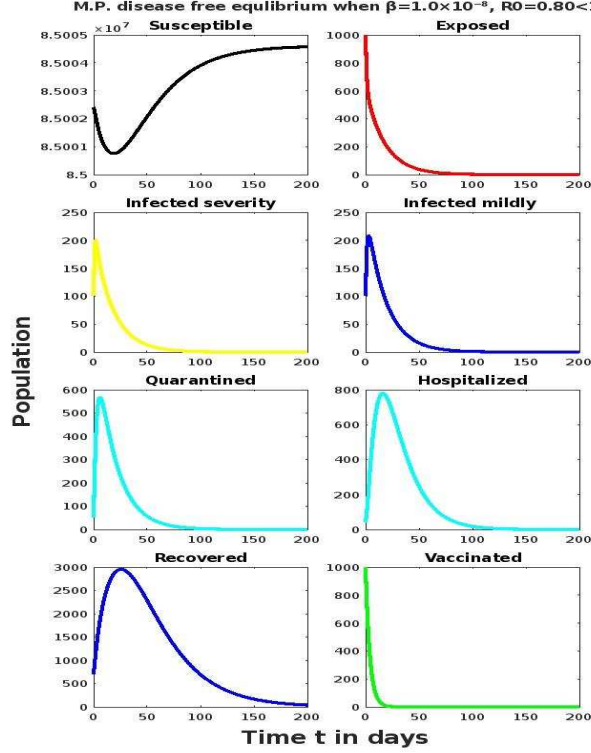 M.P. disease free equlibrium when β=1.0×10⁻⁸, R0=0.80<
Susceptible
×10⁷
8.5005
8.5004
8.5003
8.5002
8.5001
8.5
0 50 100 150 200
Exposed
1000
800
600
400
200
0
0 50 100 150 200
Infected severity
250
200
150
100
50
0
0 50 100 150 200
Infected mildly
250
200
150
100
50
0
0 50 100 150 200
Population
Quarantined
600
500
400
300
200
100
0
0 50 100 150 200
Hospitalized
800
600
400
200
0
0 50 100 150 200
Recovered
3000
2500
2000
1500
1000
500
0
0 50 100 150 200
Vaccinated
1000
800
600
400
200
0
0 50 100 150 200
Time t in days